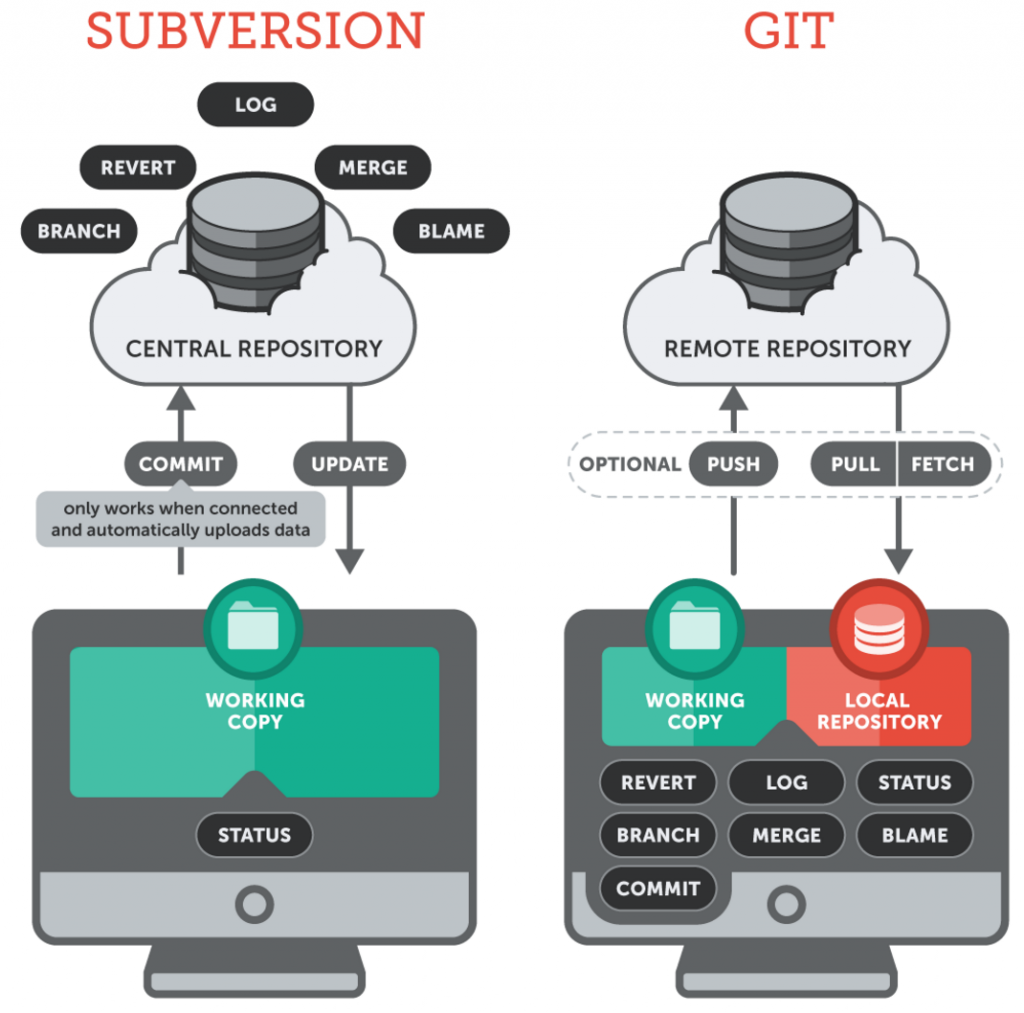 SUBVERSION
LOG
REVERT
MERGE
BRANCH
BLAME
CENTRAL REPOSITORY
COMMIT
UPDATE
only works when connected
and automatically uploads data
WORKING
COPY
STATUS
GIT
REMOTE REPOSITORY
OPTIONAL
PUSH
PULL
FETCH
WORKING
COPY
LOCAL
REPOSITORY
REVERT
LOG
STATUS
BRANCH
MERGE
BLAME
COMMIT